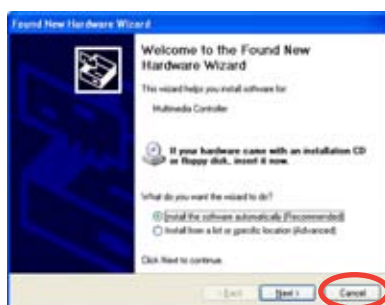 Found New Hardware Wizard
Welcome to the Found New
Hardware Wizard
This wizard helps you install software for:
Multimedia Controller
If your hardware came with an installation CD
or floppy disk, insert it now.
What do you want the wizard to do?
Install the software automatically (Recommended)
Install from a list or specific location (Advanced)
Click Next to continue.
< Back
Next >
Cancel